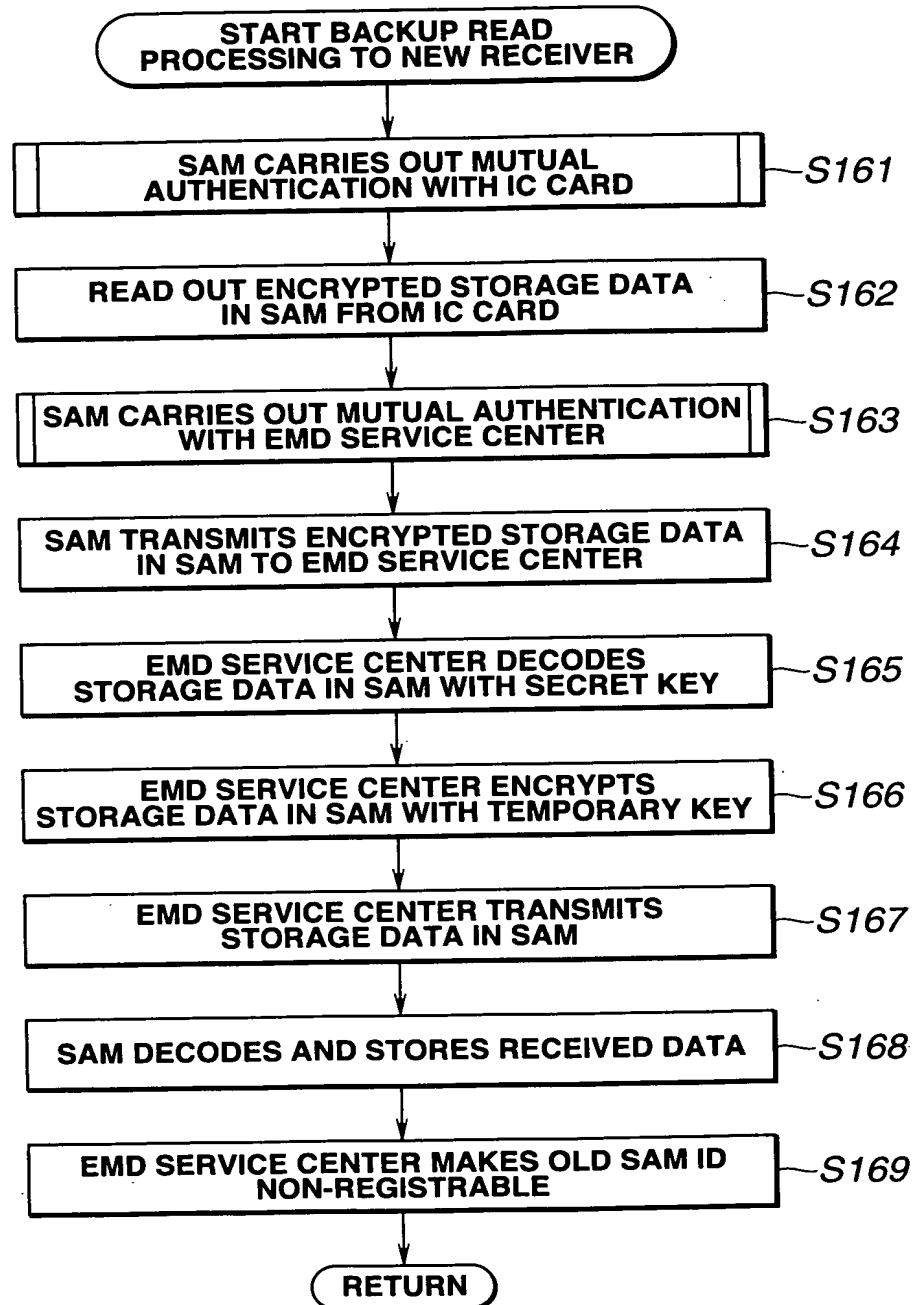 START BACKUP READ
PROCESSING TO NEW RECEIVER
SAM CARRIES OUT MUTUAL
AUTHENTICATION WITH IC CARD
S161
READ OUT ENCRYPTED STORAGE DATA
IN SAM FROM IC CARD
S162
SAM CARRIES OUT MUTUAL AUTHENTICATION
WITH EMD SERVICE CENTER
S163
SAM TRANSMITS ENCRYPTED STORAGE DATA
IN SAM TO EMD SERVICE CENTER
S164
EMD SERVICE CENTER DECODES
STORAGE DATA IN SAM WITH SECRET KEY
S165
EMD SERVICE CENTER ENCRYPTS
STORAGE DATA IN SAM WITH TEMPORARY KEY
S166
EMD SERVICE CENTER TRANSMITS
STORAGE DATA IN SAM
S167
SAM DECODES AND STORES RECEIVED DATA
S168
EMD SERVICE CENTER MAKES OLD SAM ID
NON-REGISTRABLE
S169
RETURN